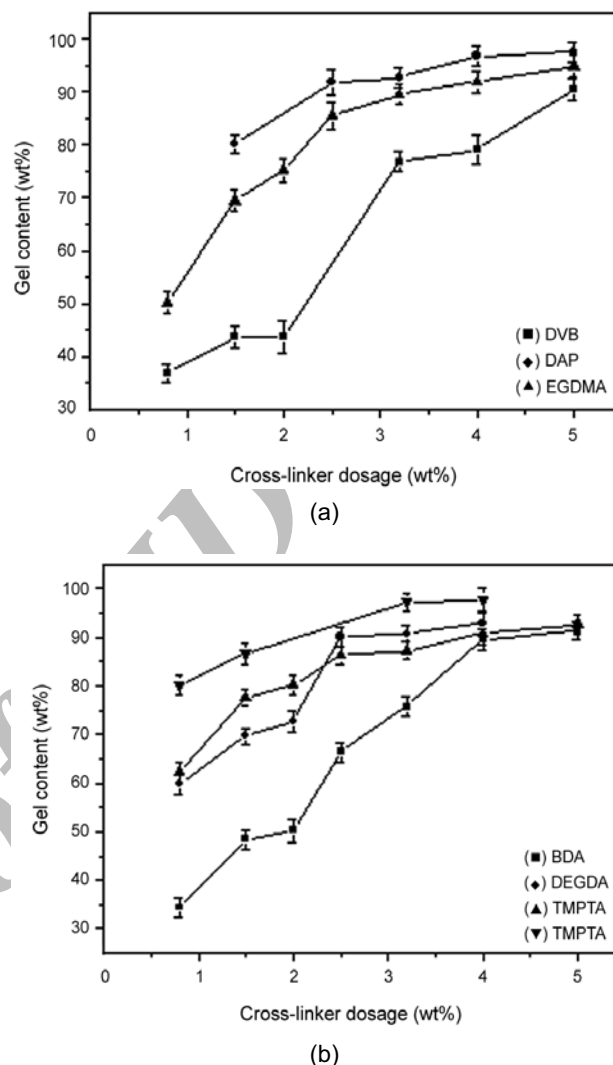 100
90
80
70
60
50
40
30
Gel content (wt%)
(■) DVB
(◆) DAP
(▲) EGDMA
0 1 2 3 4 5
Cross-linker dosage (wt%)
(a)
100
90
80
70
60
50
40
30
Gel content (wt%)
(■) BDA
(◆) DEGDA
(▲) TMPTA
(▼) TMPTA
0 1 2 3 4 5
Cross-linker dosage (wt%)
(b)